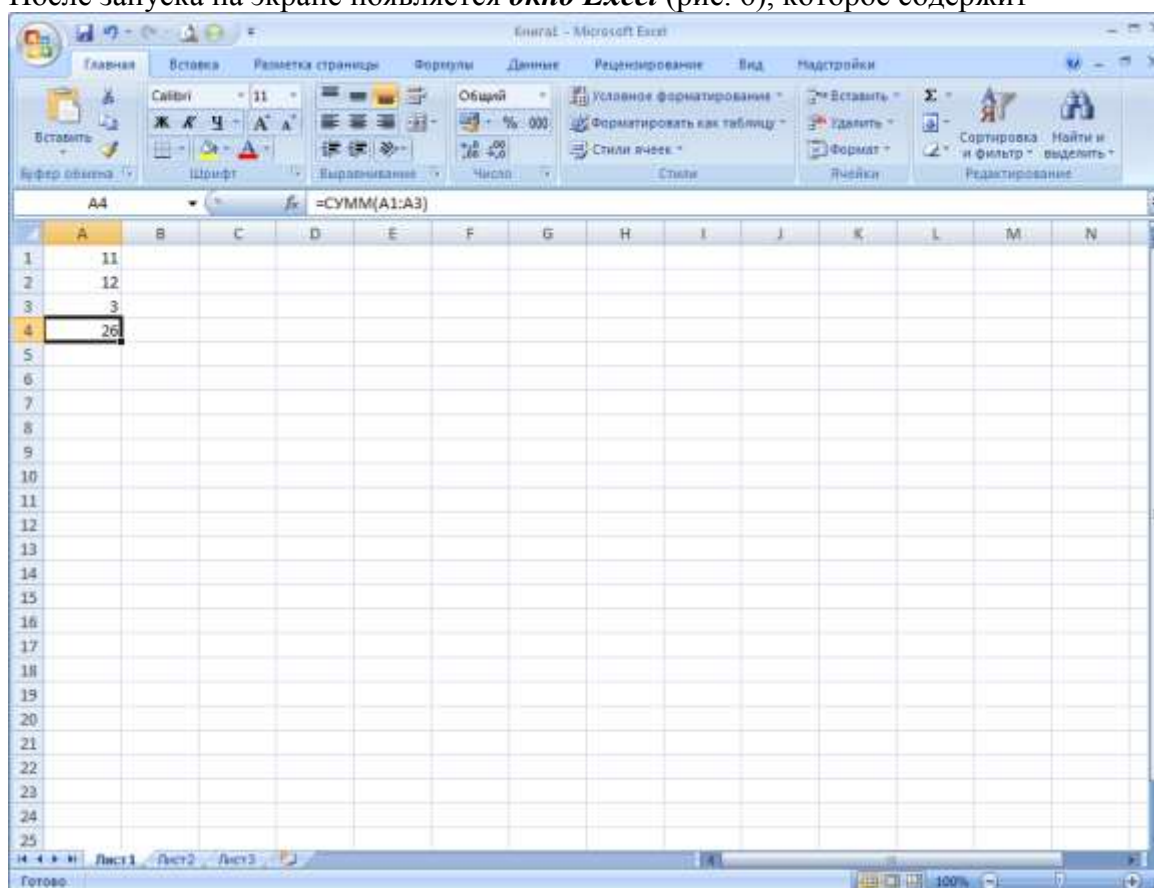 После запуска на экране появляется окно Excel (рис. 6), которое содержит
Книга1 - Microsoft Excel
Главная Вставка Разметка страницы Формулы Данные Рецензирование Вид Надстройки
Calibri 11 Общий Условное форматирование Вставить Σ
Ж К Ч А А % 000 Форматировать как таблицу Удалить
Вставить Стили ячеек Формат Сортировка и фильтр Найти и выделить
Буфер обмена Шрифт Выравнивание Число Стили Ячейки Редактирование
A4 fx =СУММ(A1:A3)
A B C D E F G H I J K L M N
1 11
2 12
3 3
4 26
5
6
7
8
9
10
11
12
13
14
15
16
17
18
19
20
21
22
23
24
25
Лист1 Лист2 Лист3
Готово 100%